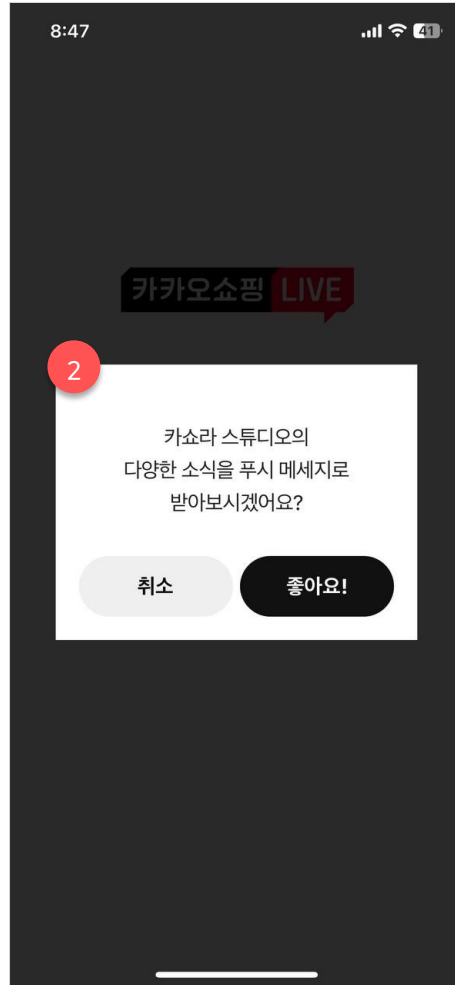 8:47
41
카카오쇼핑 LIVE
2
카쇼라 스튜디오의
다양한 소식을 푸시 메세지로
받아보시겠어요?
취소
좋아요!